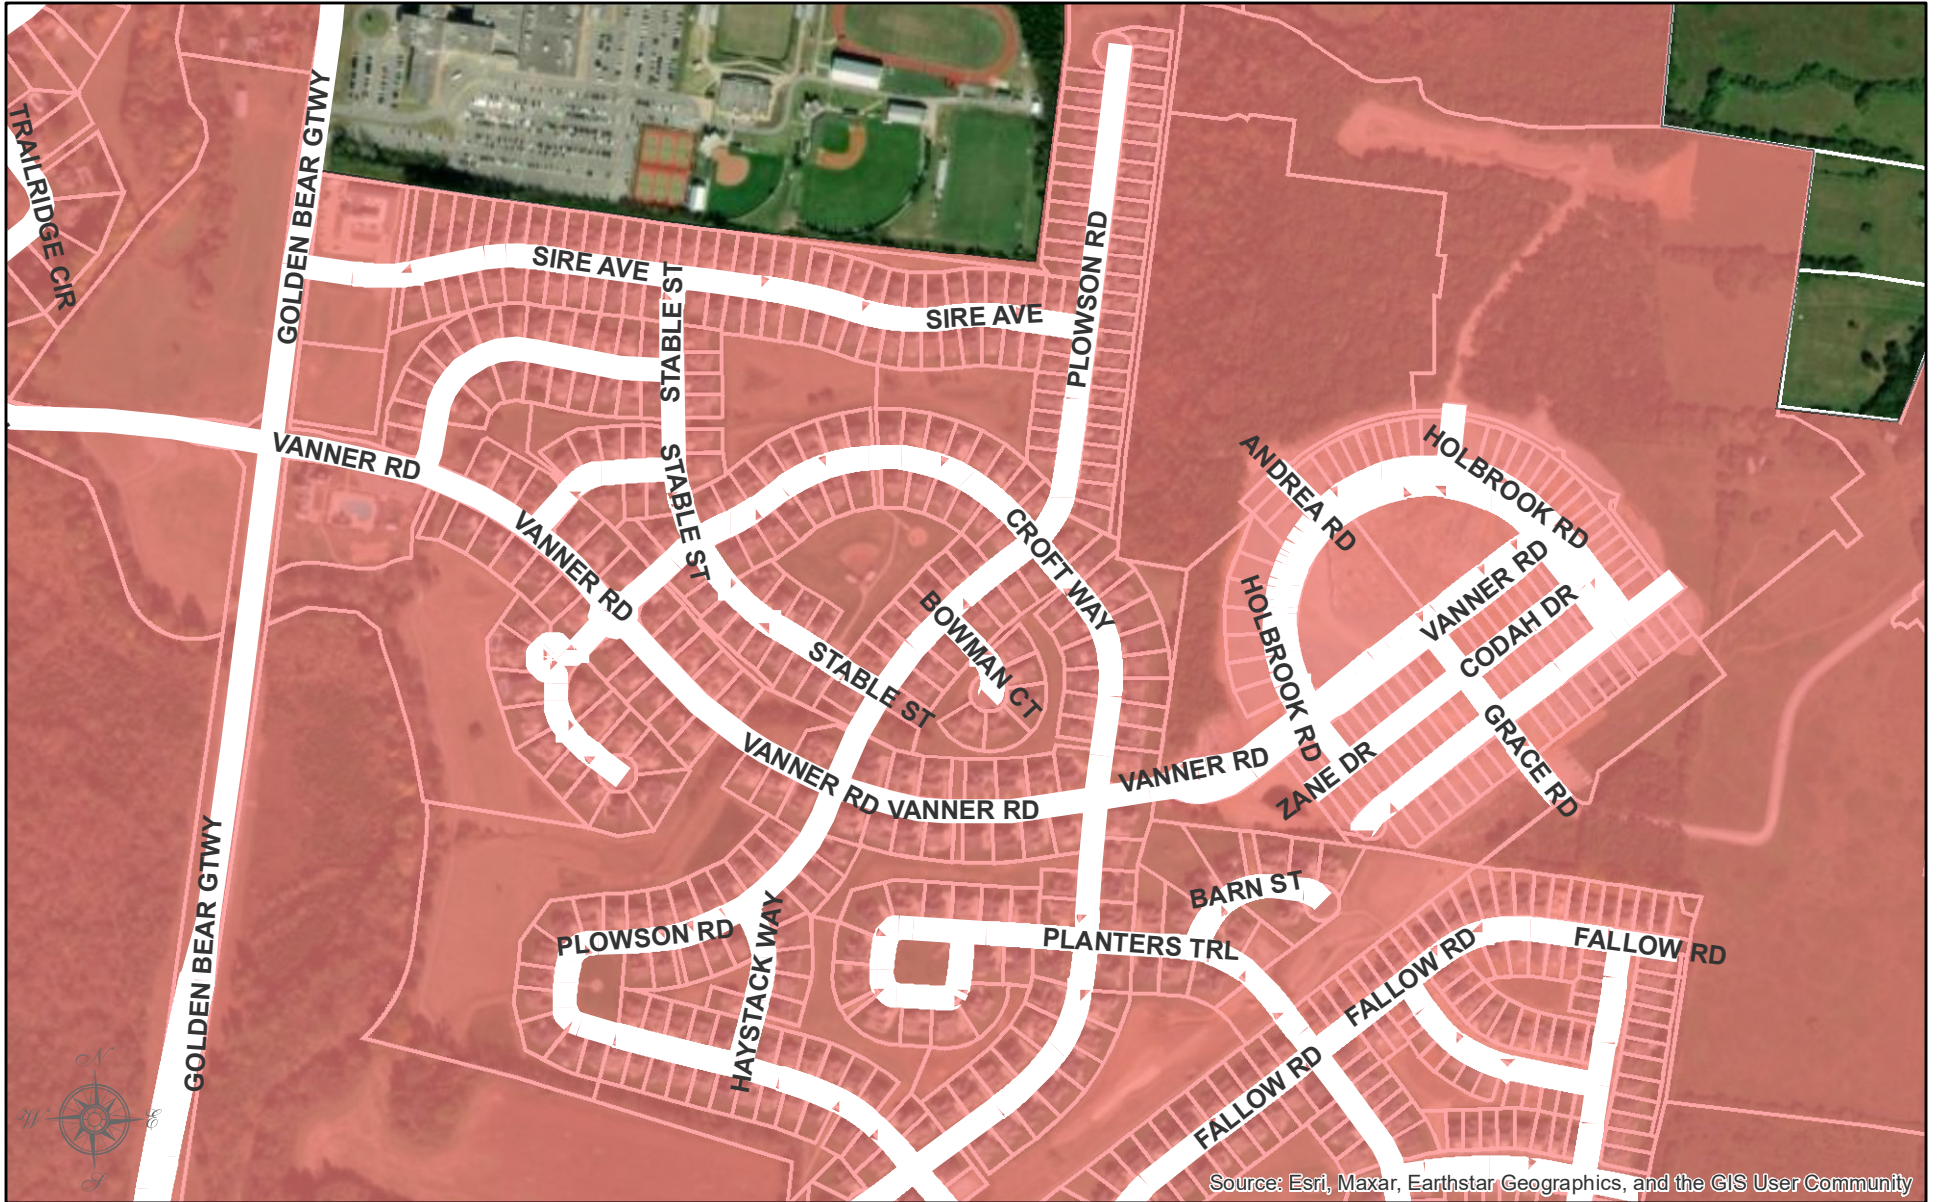 TRAILRIDGE CIR
GOLDEN BEAR GTWY
SIRE AVE
STABLE ST
SIRE AVE
PLOWSON RD
STABLE ST
VANNER RD
STABLE ST
VANNER RD
CROFT WAY
ANDREA RD
HOLBROOK RD
VANNER RD
HOLBROOK RD
CODAH DR
BOWMAN CT
STABLE ST
VANNER RD
VANNER RD
VANNER RD
ZANE DR
GRACE RD
GOLDEN BEAR GTWY
BARN ST
PLOWSON RD
HAYSTACK WAY
PLANTERS TRL
FALLOW RD
FALLOW RD
FALLOW RD
N
W
E
S
Source: Esri, Maxar, Earthstar Geographics, and the GIS User Community